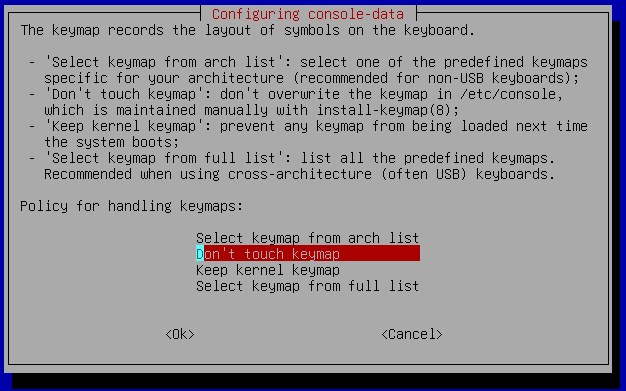 Configuring console-data
The keymap records the layout of symbols on the keyboard.
- 'Select keymap from arch list': select one of the predefined keymaps
specific for your architecture (recommended for non-USB keyboards);
- 'Don't touch keymap': don't overwrite the keymap in /etc/console,
which is maintained manually with install-keymap(8);
- 'Keep kernel keymap': prevent any keymap from being loaded next time
the system boots;
- 'Select keymap from full list': list all the predefined keymaps.
Recommended when using cross-architecture (often USB) keyboards.
Policy for handling keymaps:
Select keymap from arch list
Don't touch keymap
Keep kernel keymap
Select keymap from full list
<Ok> <Cancel>